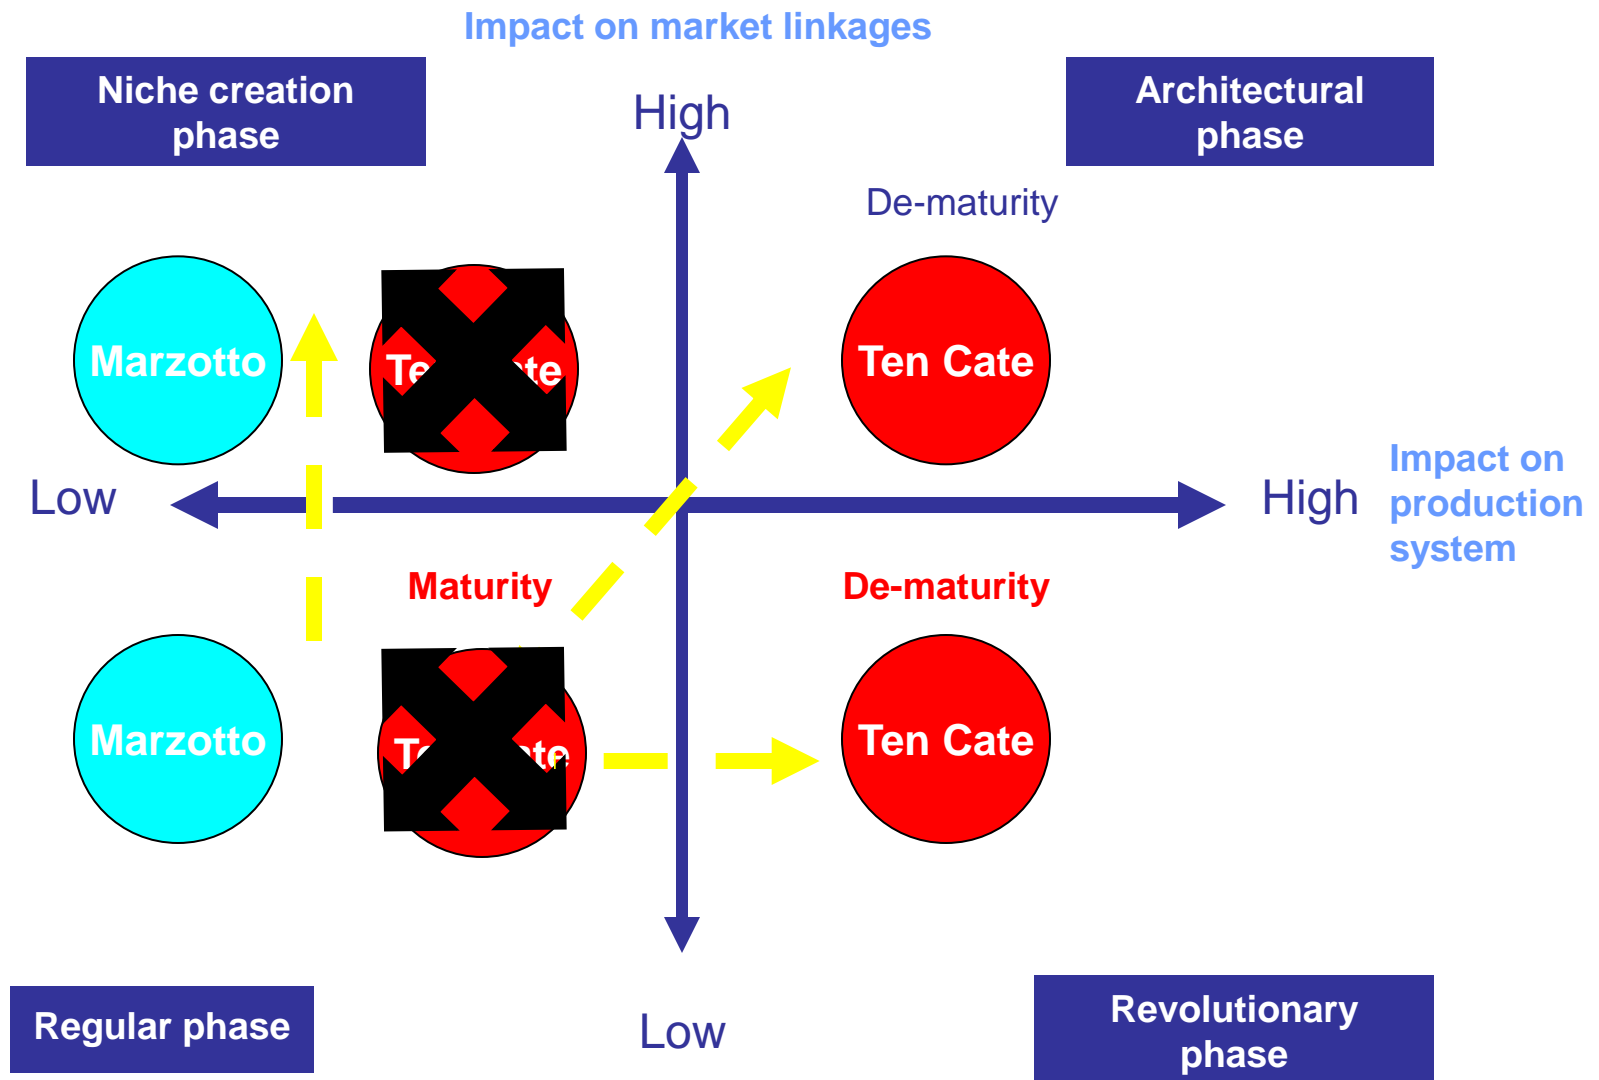 Impact on market linkages
Niche creation
phase
High
Architectural
phase
De-maturity
Marzotto
Ten Cate
Low
High
Impact on
production
system
Maturity
De-maturity
Marzotto
Ten Cate
Regular phase
Low
Revolutionary
phase